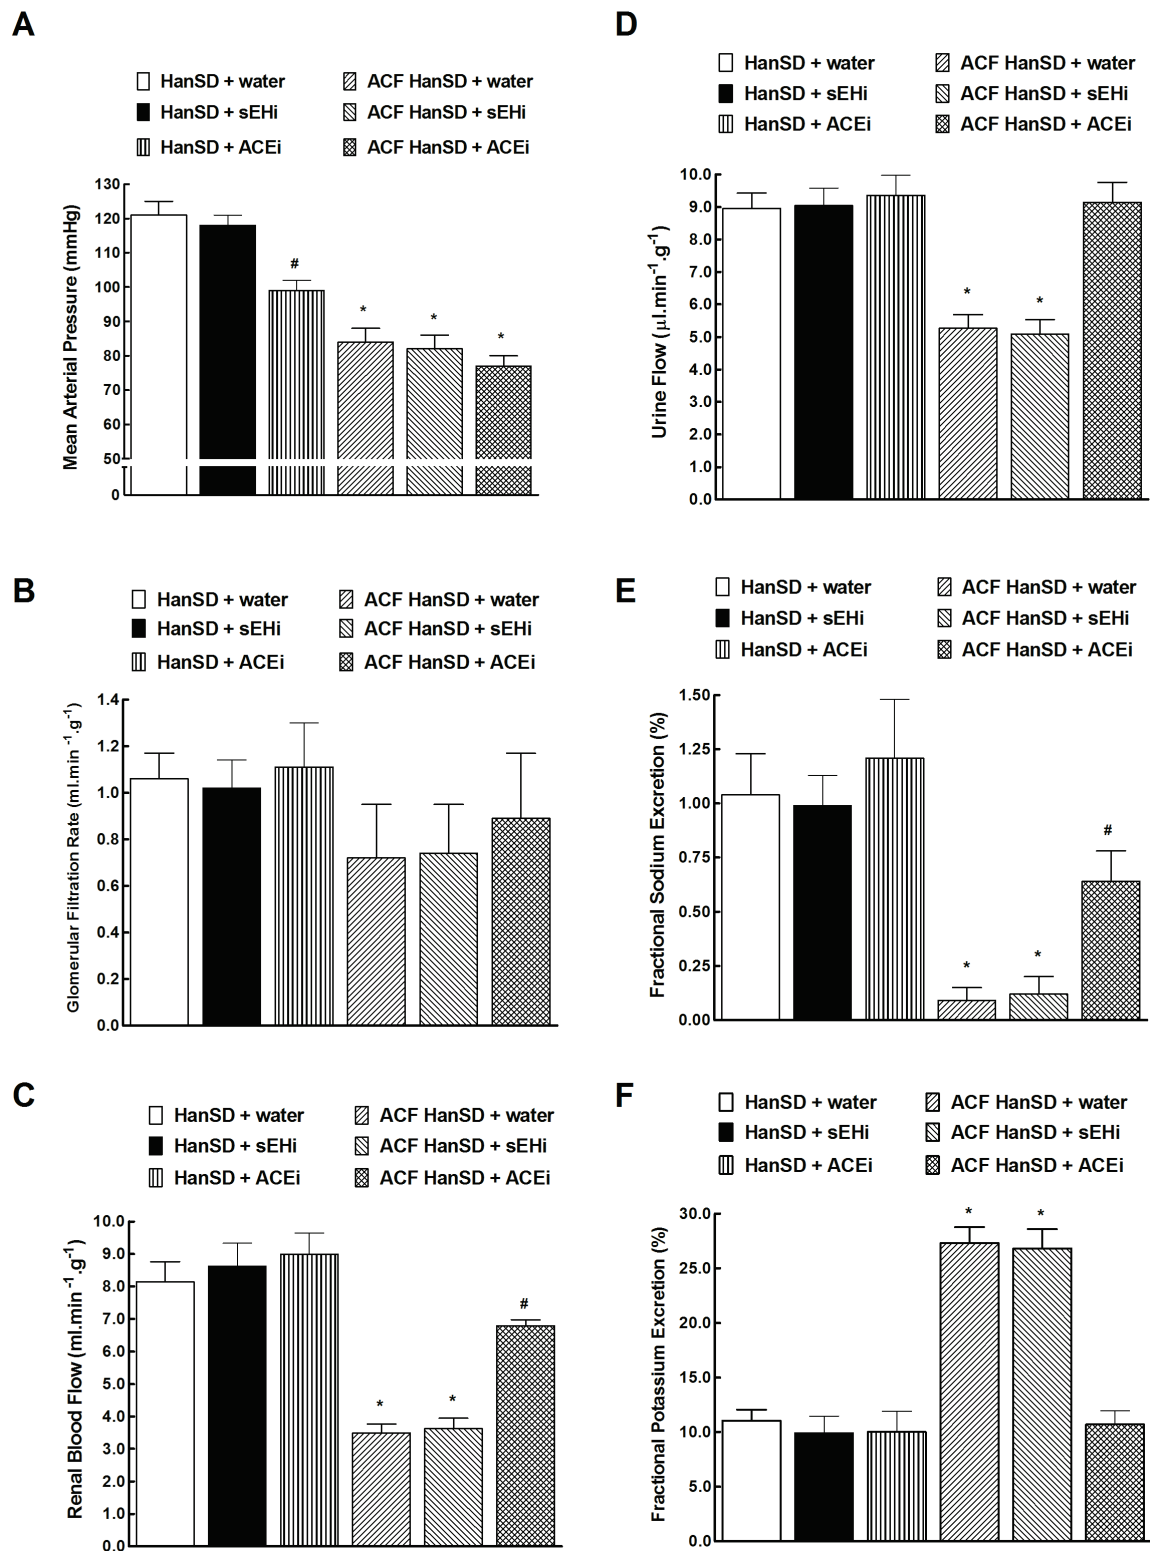 A
HanSD + water
ACF HanSD + water
HanSD + sEHi
ACF HanSD + sEHi
HanSD + ACEi
ACF HanSD + ACEi
Mean Arterial Pressure (mmHg)
130
120
110
100
90
80
70
60
50
0
#
*
*
*
B
HanSD + water
ACF HanSD + water
HanSD + sEHi
ACF HanSD + sEHi
HanSD + ACEi
ACF HanSD + ACEi
Glomerular Filtration Rate (ml.min⁻¹.g⁻¹)
1.4
1.2
1.0
0.8
0.6
0.4
0.2
0.0
C
HanSD + water
ACF HanSD + water
HanSD + sEHi
ACF HanSD + sEHi
HanSD + ACEi
ACF HanSD + ACEi
Renal Blood Flow (ml.min⁻¹.g⁻¹)
10.0
9.0
8.0
7.0
6.0
5.0
4.0
3.0
2.0
1.0
0.0
*
*
#
D
HanSD + water
ACF HanSD + water
HanSD + sEHi
ACF HanSD + sEHi
HanSD + ACEi
ACF HanSD + ACEi
Urine Flow (µl.min⁻¹.g⁻¹)
10.0
9.0
8.0
7.0
6.0
5.0
4.0
3.0
2.0
1.0
0.0
*
*
E
HanSD + water
ACF HanSD + water
HanSD + sEHi
ACF HanSD + sEHi
HanSD + ACEi
ACF HanSD + ACEi
Fractional Sodium Excretion (%)
1.50
1.25
1.00
0.75
0.50
0.25
0.00
*
*
#
F
HanSD + water
ACF HanSD + water
HanSD + sEHi
ACF HanSD + sEHi
HanSD + ACEi
ACF HanSD + ACEi
Fractional Potassium Excretion (%)
30.0
25.0
20.0
15.0
10.0
5.0
0.0
*
*